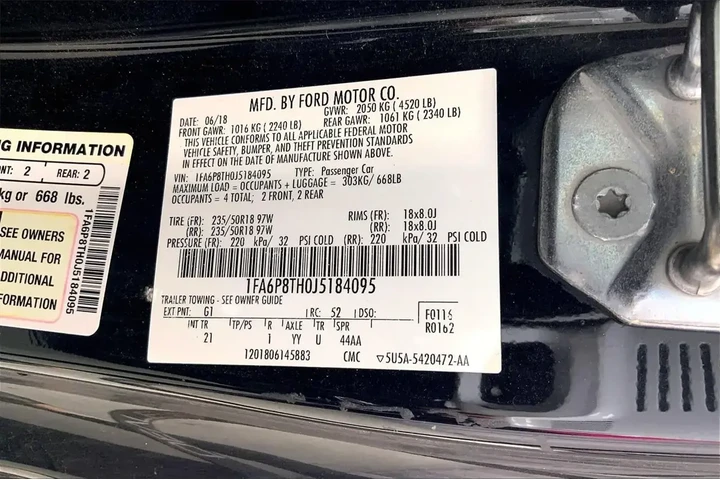 NG INFORMATION
NT: 2 REAR: 2
kg or 668 lbs.
SEE OWNERS
MANUAL FOR
ADDITIONAL
FORMATION
1FA6P8TH0J5184095
MFD. BY FORD MOTOR CO.
DATE: 06/18 GVWR: 2050 KG ( 4520 LB)
FRONT GAWR: 1016 KG ( 2240 LB) REAR GAWR: 1061 KG ( 2340 LB)
THIS VEHICLE CONFORMS TO ALL APPLICABLE FEDERAL MOTOR
VEHICLE SAFETY, BUMPER, AND THEFT PREVENTION STANDARDS
IN EFFECT ON THE DATE OF MANUFACTURE SHOWN ABOVE.
VIN: 1FA6P8TH0J5184095 TYPE: Passenger Car
MAXIMUM LOAD = OCCUPANTS + LUGGAGE = 303KG/ 668LB
OCCUPANTS = 4 TOTAL; 2 FRONT, 2 REAR
TIRE (FR): 235/50R18 97W RIMS (FR): 18x8.0J
(RR): 235/50R18 97W (RR): 18x8.0J
PRESSURE (FR): 220 kPa/ 32 PSI COLD (RR) 220 kPa/ 32 PSI COLD
1FA6P8TH0J5184095
TRAILER TOWING - SEE OWNER GUIDE
EXT PNT: G1 RC: 52 DSO: F0116
R0162
INT TR TP/PS R AXLE TR SPR
21 1 YY U 44AA
1201806145883 CMC 5U5A-5420472-AA